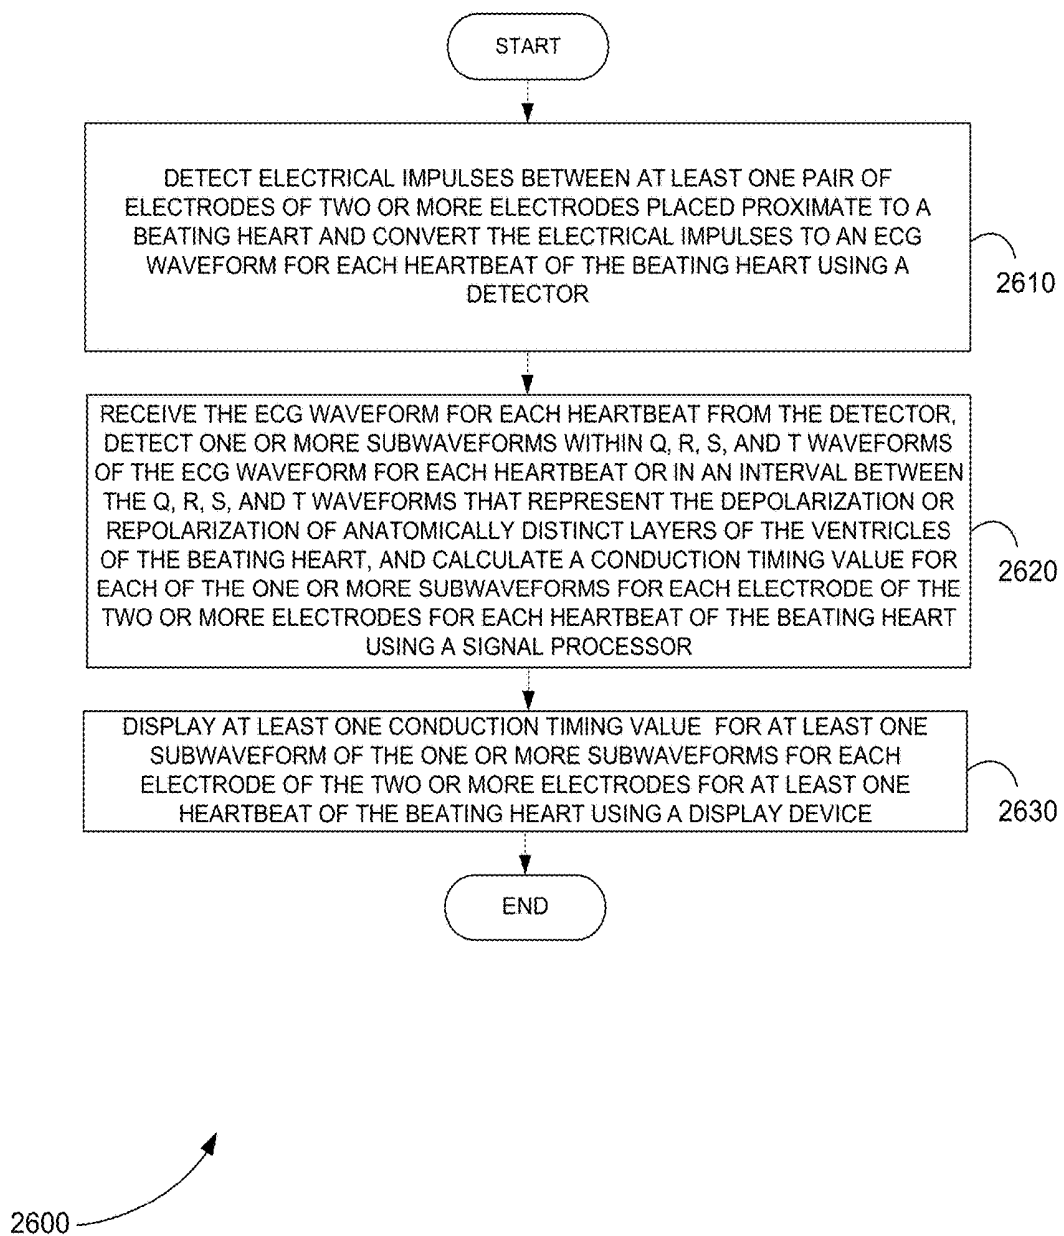 START
DETECT ELECTRICAL IMPULSES BETWEEN AT LEAST ONE PAIR OF
ELECTRODES OF TWO OR MORE ELECTRODES PLACED PROXIMATE TO A
BEATING HEART AND CONVERT THE ELECTRICAL IMPULSES TO AN ECG
WAVEFORM FOR EACH HEARTBEAT OF THE BEATING HEART USING A
DETECTOR
2610
RECEIVE THE ECG WAVEFORM FOR EACH HEARTBEAT FROM THE DETECTOR,
DETECT ONE OR MORE SUBWAVEFORMS WITHIN Q, R, S, AND T WAVEFORMS
OF THE ECG WAVEFORM FOR EACH HEARTBEAT OR IN AN INTERVAL BETWEEN
THE Q, R, S, AND T WAVEFORMS THAT REPRESENT THE DEPOLARIZATION OR
REPOLARIZATION OF ANATOMICALLY DISTINCT LAYERS OF THE VENTRICLES
OF THE BEATING HEART, AND CALCULATE A CONDUCTION TIMING VALUE FOR
EACH OF THE ONE OR MORE SUBWAVEFORMS FOR EACH ELECTRODE OF THE
TWO OR MORE ELECTRODES FOR EACH HEARTBEAT OF THE BEATING HEART
USING A SIGNAL PROCESSOR
2620
DISPLAY AT LEAST ONE CONDUCTION TIMING VALUE FOR AT LEAST ONE
SUBWAVEFORM OF THE ONE OR MORE SUBWAVEFORMS FOR EACH
ELECTRODE OF THE TWO OR MORE ELECTRODES FOR AT LEAST ONE
HEARTBEAT OF THE BEATING HEART USING A DISPLAY DEVICE
2630
END
2600